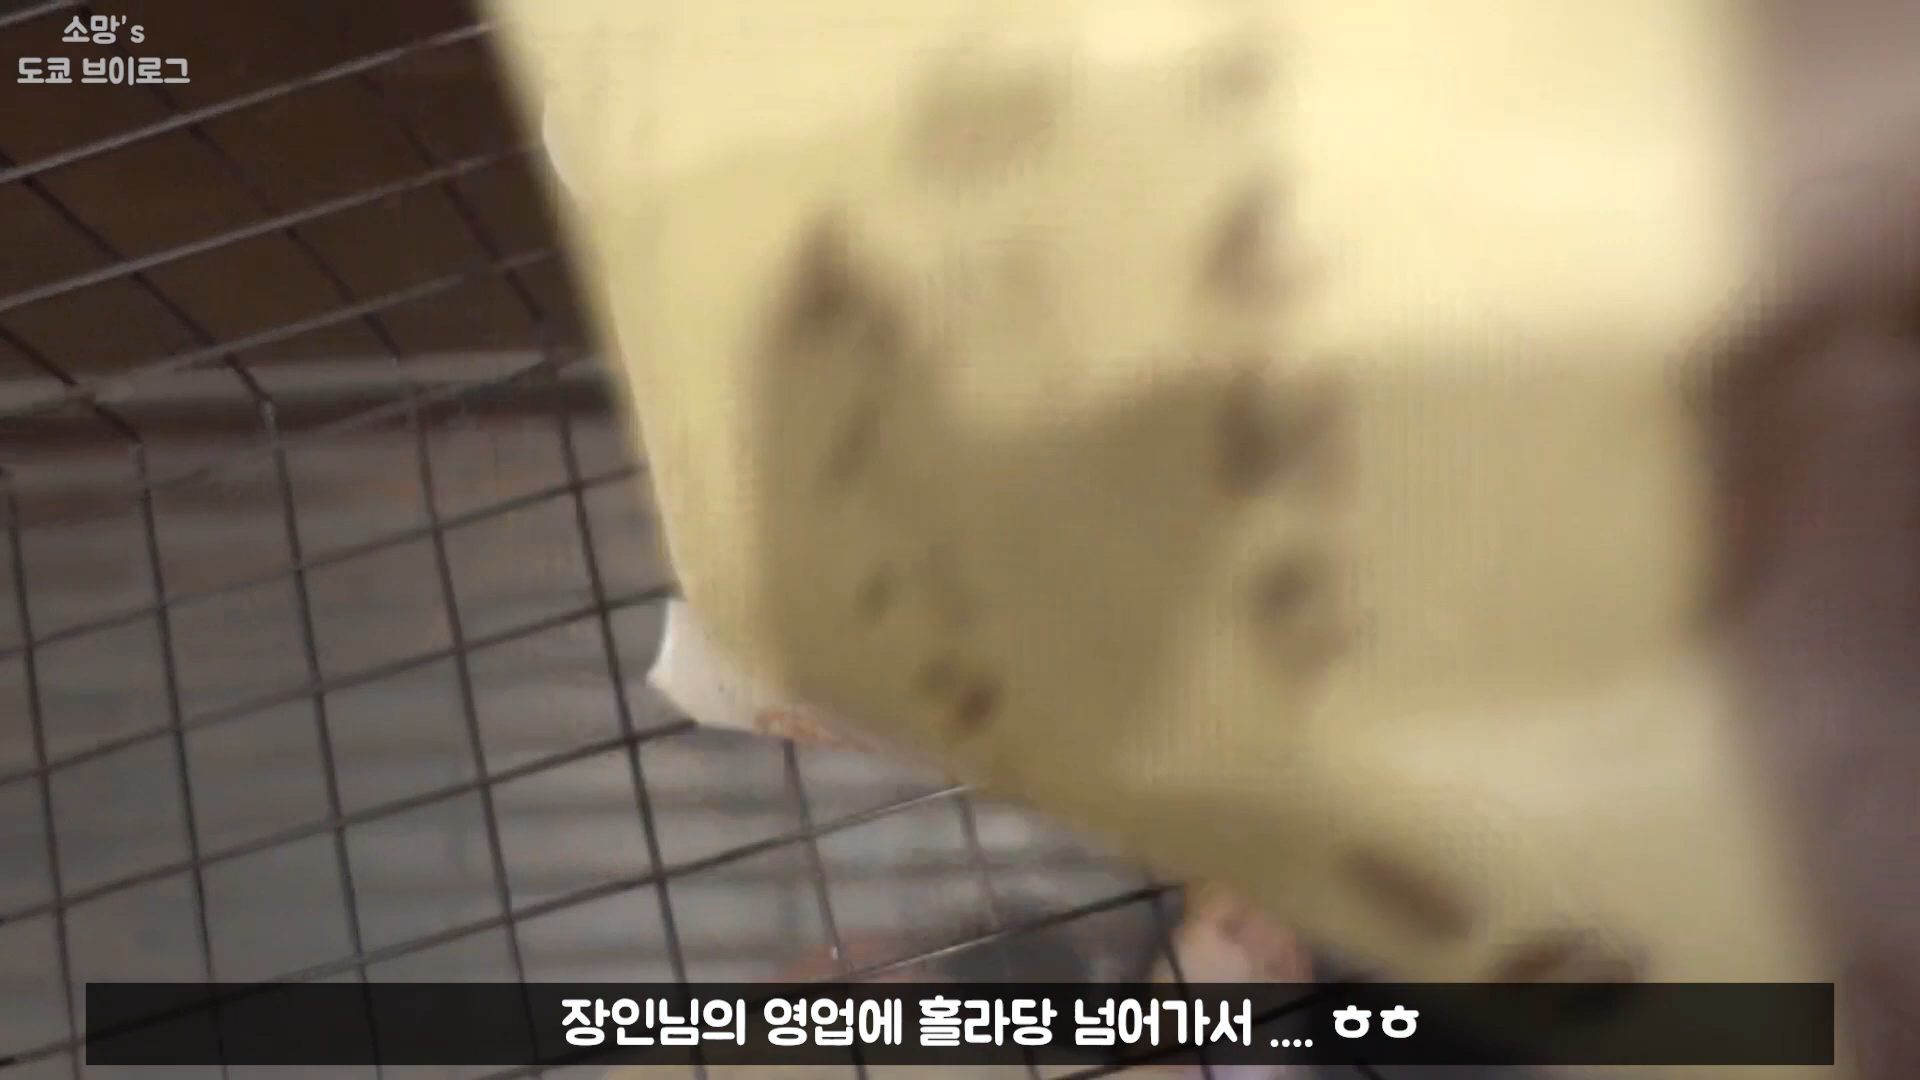 소망's
도쿄 브이로그
장인님의 영업에 홀라당 넘어가서 .... ㅎㅎ